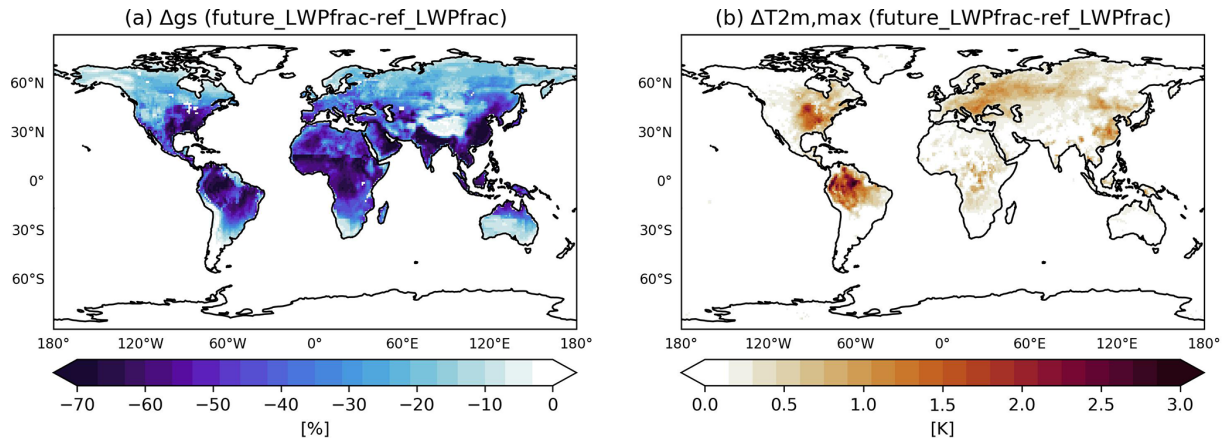 (a) Δgs (future_LWPfrac-ref_LWPfrac)
60°N
30°N
0°
30°S
60°S
180° 120°W 60°W 0° 60°E 120°E 180°
−70 −60 −50 −40 −30 −20 −10 0
[%]
(b) ΔT2m,max (future_LWPfrac-ref_LWPfrac)
60°N
30°N
0°
30°S
60°S
180° 120°W 60°W 0° 60°E 120°E 180°
0.0 0.5 1.0 1.5 2.0 2.5 3.0
[K]